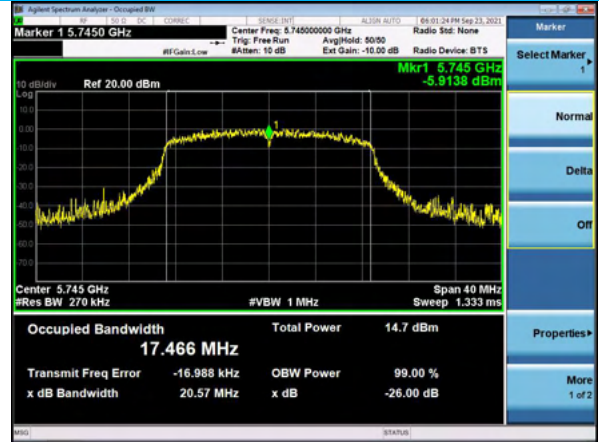 Agilent Spectrum Analyzer - Occupied BW
RF 50 Ω DC CORREC SENSE:INT ALIGN AUTO 06:01:24 PM Sep 23, 2021
Marker 1 5.7450 GHz
Center Freq: 5.745000000 GHz
Radio Std: None
Trig: Free Run Avg|Hold: 50/50
#IFGain:Low #Atten: 10 dB Ext Gain: -10.00 dB Radio Device: BTS
Mkr1 5.745 GHz
-5.9138 dBm
10 dB/div Ref 20.00 dBm
Log
10.0
0.00
-10.0
-20.0
-30.0
-40.0
-50.0
-60.0
-70.0
1
Center 5.745 GHz Span 40 MHz
#Res BW 270 kHz #VBW 1 MHz Sweep 1.333 ms
Occupied Bandwidth Total Power 14.7 dBm
17.466 MHz
Transmit Freq Error -16.988 kHz OBW Power 99.00 %
x dB Bandwidth 20.57 MHz x dB -26.00 dB
MSG STATUS
Marker
Select Marker
1
Normal
Delta
Off
Properties
More
1 of 2